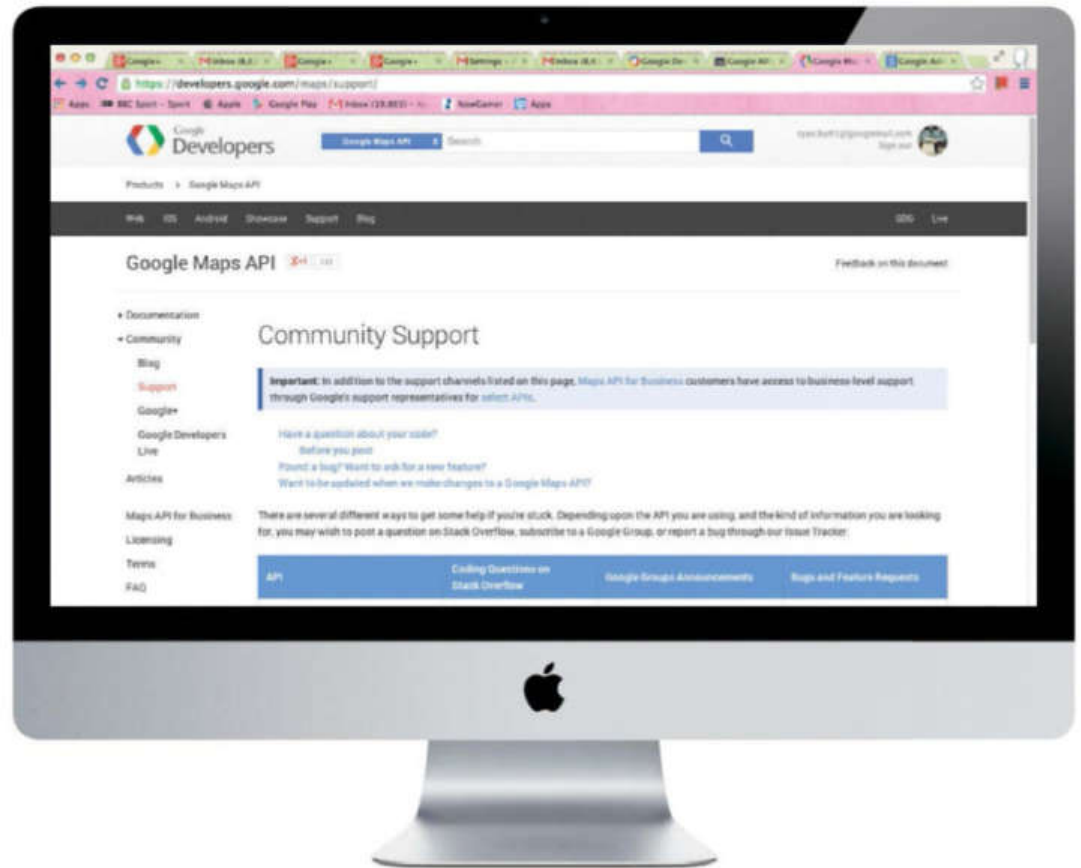 Google+ Google+ Google+
https://developers.google.com/maps/support/
Apps BBC Sport - Sport Apple Google Play NowGamer Apps
Google
Developers
Google Maps API Search
Sign out
Products > Google Maps API
Web iOS Android Showcase Support Blog GDG Live
Google Maps API
Feedback on this document
Documentation
Community
Blog
Support
Google+
Google Developers
Live
Articles
Maps API for Business
Licensing
Terms
FAQ
Community Support
Important: In addition to the support channels listed on this page, Maps API for Business customers have access to business-level support
through Google's support representatives for select APIs.
Have a question about your code?
Before you post
Found a bug? Want to ask for a new feature?
Want to be updated when we make changes to a Google Maps API?
There are several different ways to get some help if you're stuck. Depending upon the API you are using, and the kind of information you are looking
for, you may wish to post a question on Stack Overflow, subscribe to a Google Group, or report a bug through our Issue Tracker.
API
Coding Questions on
Stack Overflow
Google Groups Announcements
Bugs and Feature Requests